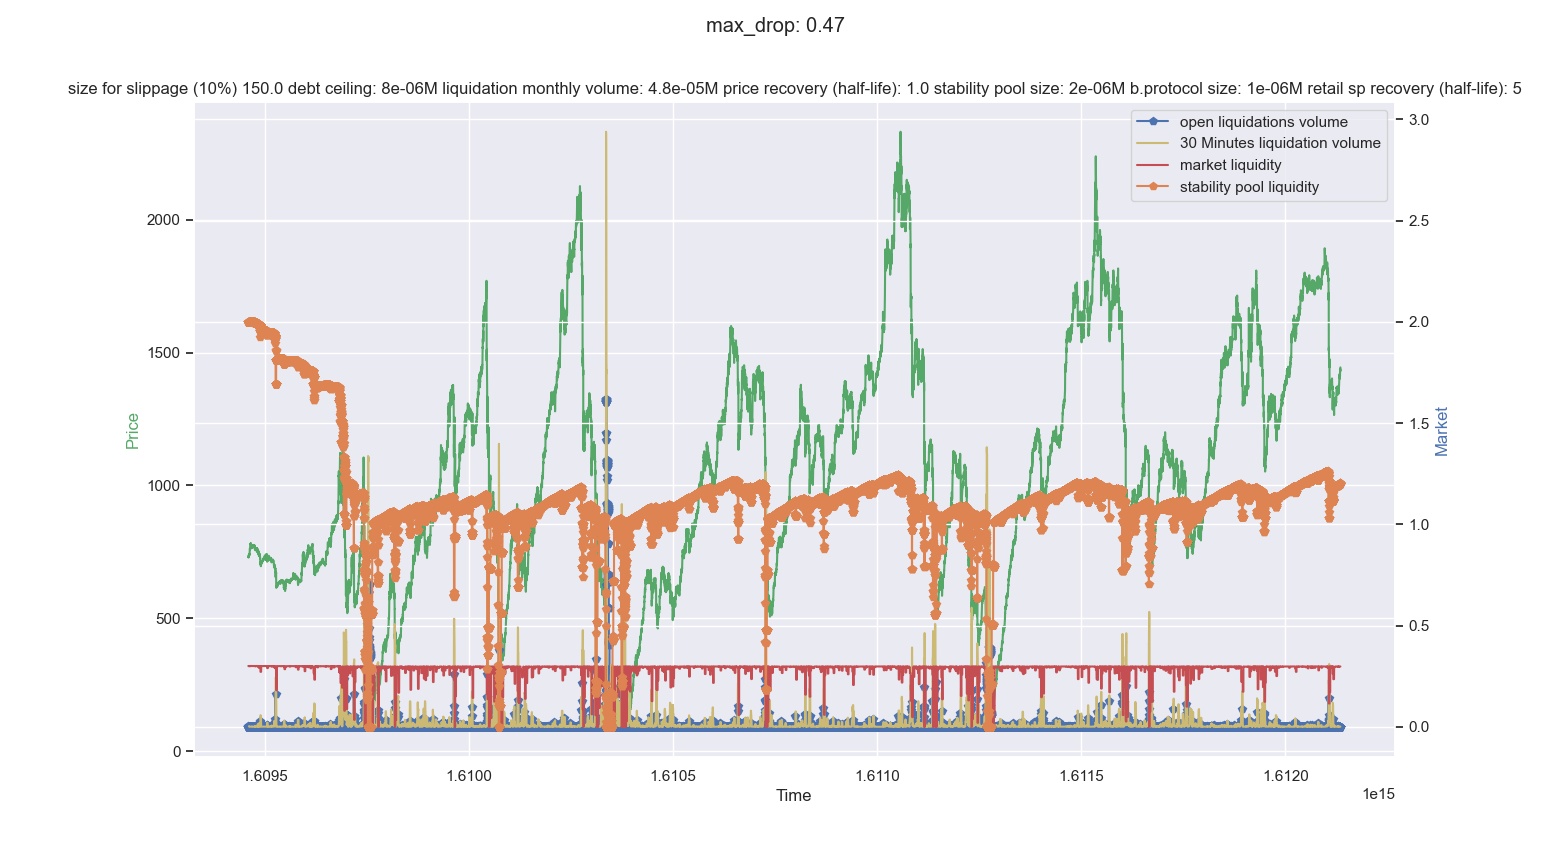 max_drop: 0.47
size for slippage (10%) 150.0 debt ceiling: 8e-06M liquidation monthly volume: 4.8e-05M price recovery (half-life): 1.0 stability pool size: 2e-06M b.protocol size: 1e-06M retail sp recovery (half-life): 5
open liquidations volume
30 Minutes liquidation volume
market liquidity
stability pool liquidity
Price
2000
1500
1000
500
0
3.0
2.5
2.0
1.5
1.0
0.5
0.0
Market
1.6095 1.6100 1.6105 1.6110 1.6115 1.6120
Time
1e15